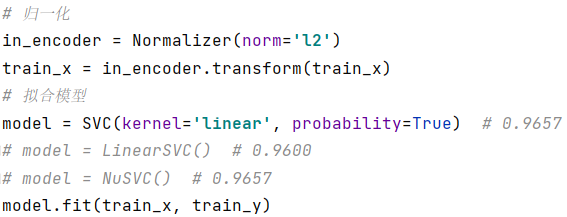 # 归一化
in_encoder = Normalizer(norm='l2')
train_x = in_encoder.transform(train_x)
# 拟合模型
model = SVC(kernel='linear', probability=True)  # 0.9657
# model = LinearSVC()  # 0.9600
# model = NuSVC()  # 0.9657
model.fit(train_x, train_y)